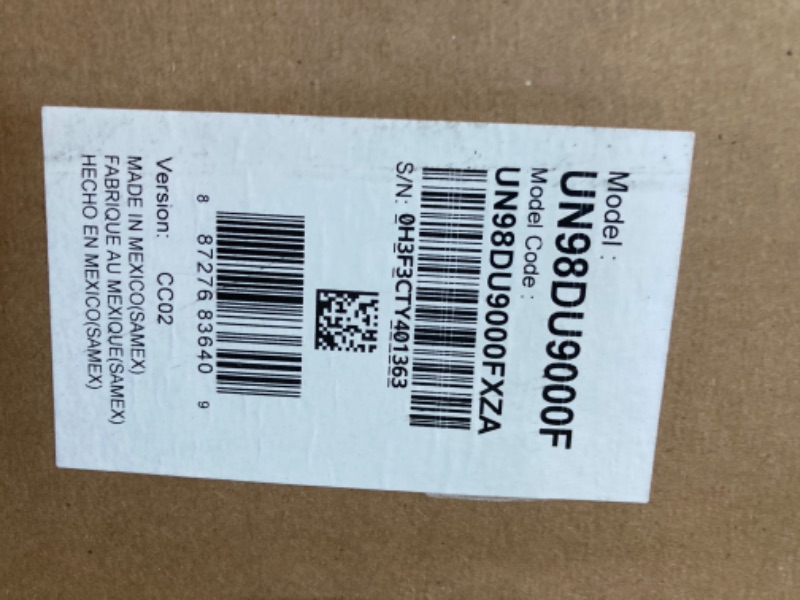 Model :
UN98DU9000F
Model Code :
UN98DU9000FXZA
S/N: 0H3F3CTY401363
8 87276 83640 9
Version: CC02
MADE IN MEXICO(SAMEX)
FABRIQUE AU MEXIQUE(SAMEX)
HECHO EN MEXICO(SAMEX)